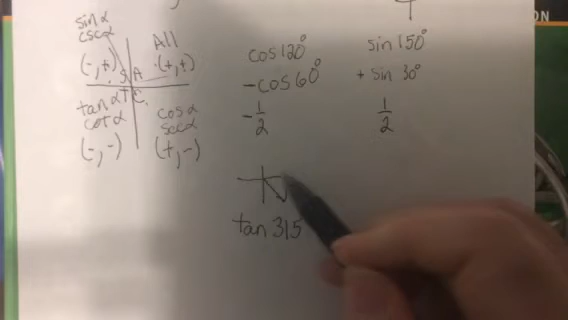 sin α
csc α
All
(-,+)
S
A
(+,+)
tan α
cot α
T
C
cos α
sec α
(-,-)
(+,-)
cos 120°
- cos 60°
- 1/2
sin 150°
+ sin 30°
1/2
tan 315
ON